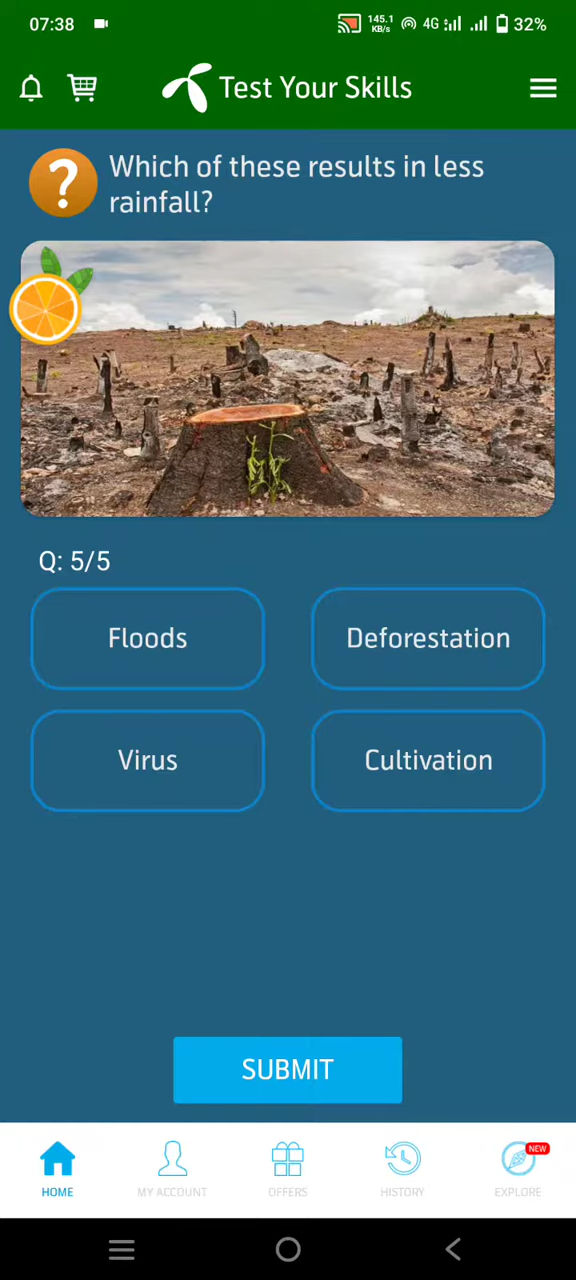 07:38 145.1 KB/s 4G 32%
Test Your Skills
? Which of these results in less
rainfall?
Q: 5/5
Floods Deforestation
Virus Cultivation
SUBMIT
NEW
HOME MY ACCOUNT OFFERS HISTORY EXPLORE